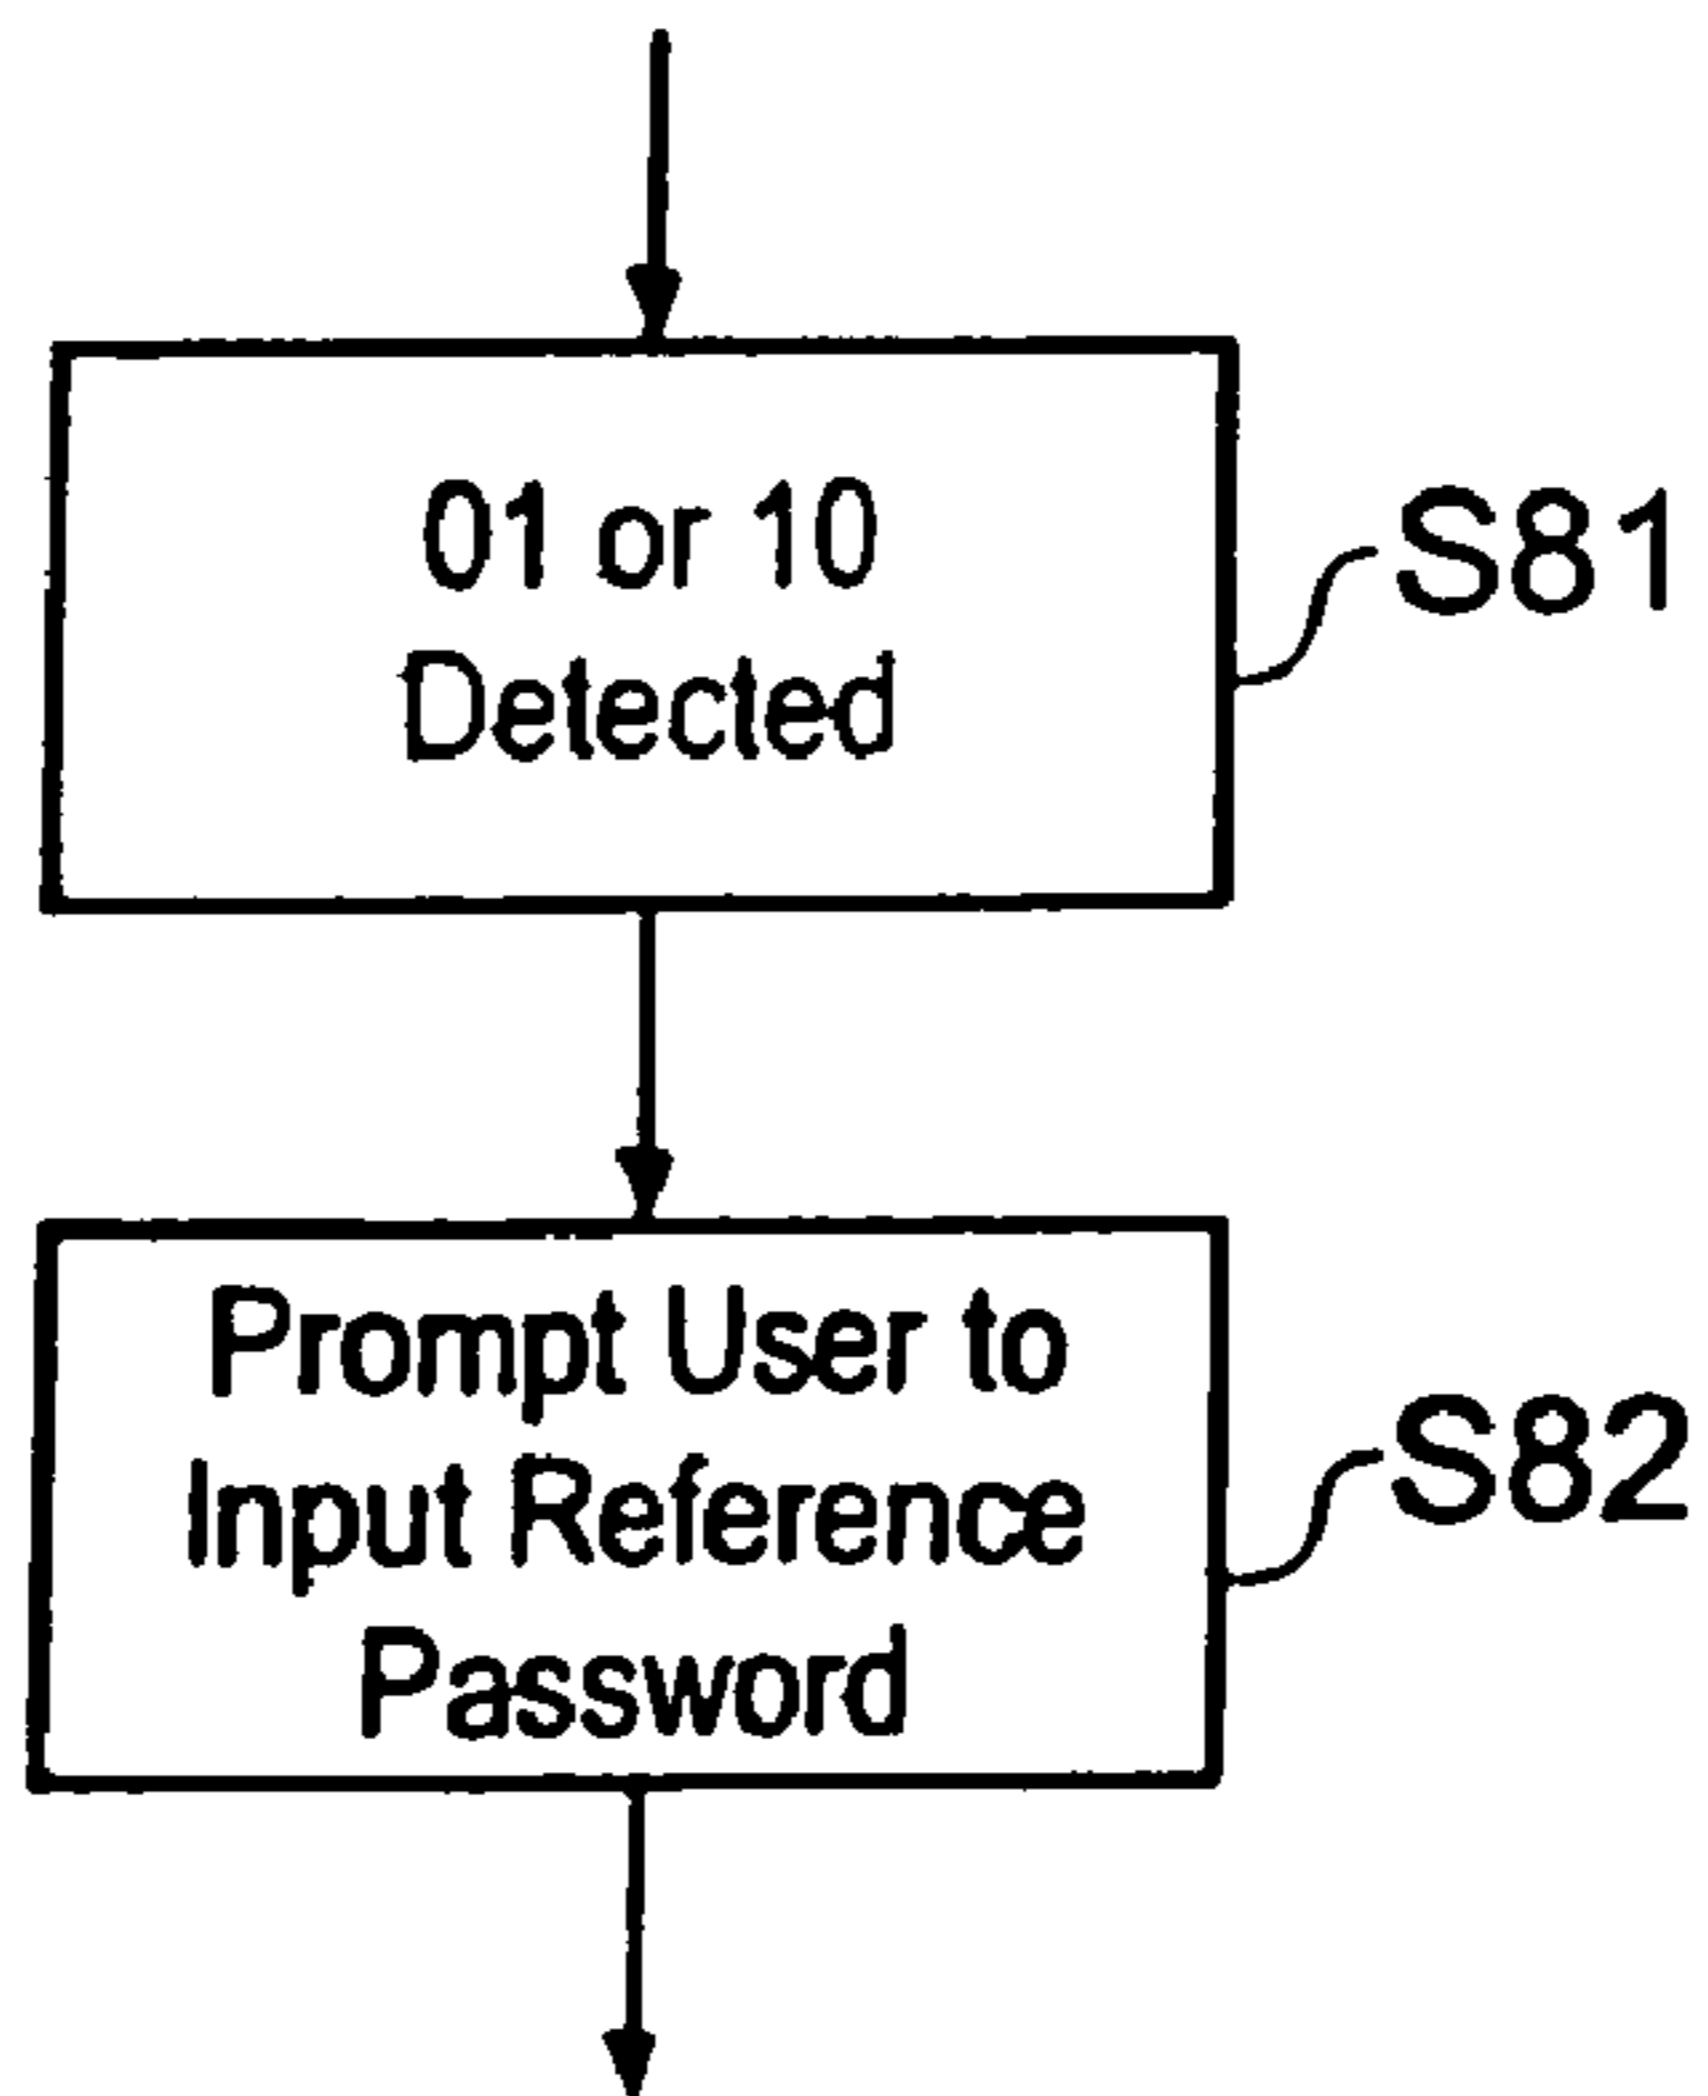 01 or 10
Detected
S81
Prompt User to
Input Reference
Password
S82